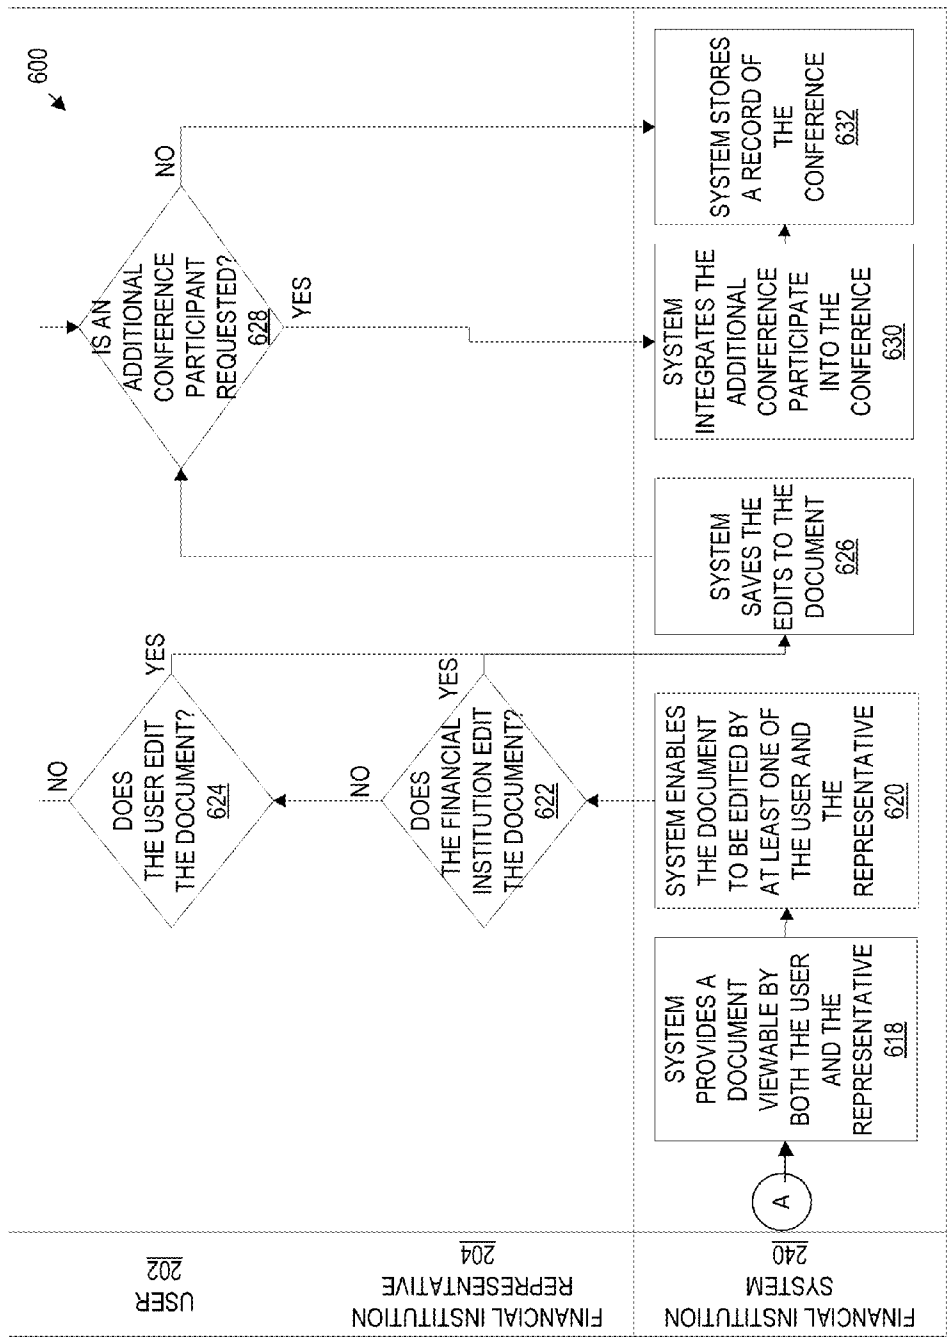 600
USER
202
FINANCIAL INSTITUTION
REPRESENTATIVE
204
FINANCIAL INSTITUTION
SYSTEM
240
A
SYSTEM
PROVIDES A
DOCUMENT
VIEWABLE BY
BOTH THE USER
AND THE
REPRESENTATIVE
618
SYSTEM ENABLES
THE DOCUMENT
TO BE EDITED BY
AT LEAST ONE OF
THE USER AND
THE
REPRESENTATIVE
620
DOES
THE FINANCIAL
INSTITUTION EDIT
THE DOCUMENT?
622
NO
YES
DOES
THE USER EDIT
THE DOCUMENT?
624
NO
YES
SYSTEM
SAVES THE
EDITS TO THE
DOCUMENT
626
IS AN
ADDITIONAL
CONFERENCE
PARTICIPANT
REQUESTED?
628
YES
NO
SYSTEM
INTEGRATES THE
ADDITIONAL
CONFERENCE
PARTICIPATE
INTO THE
CONFERENCE
630
SYSTEM STORES
A RECORD OF
THE
CONFERENCE
632